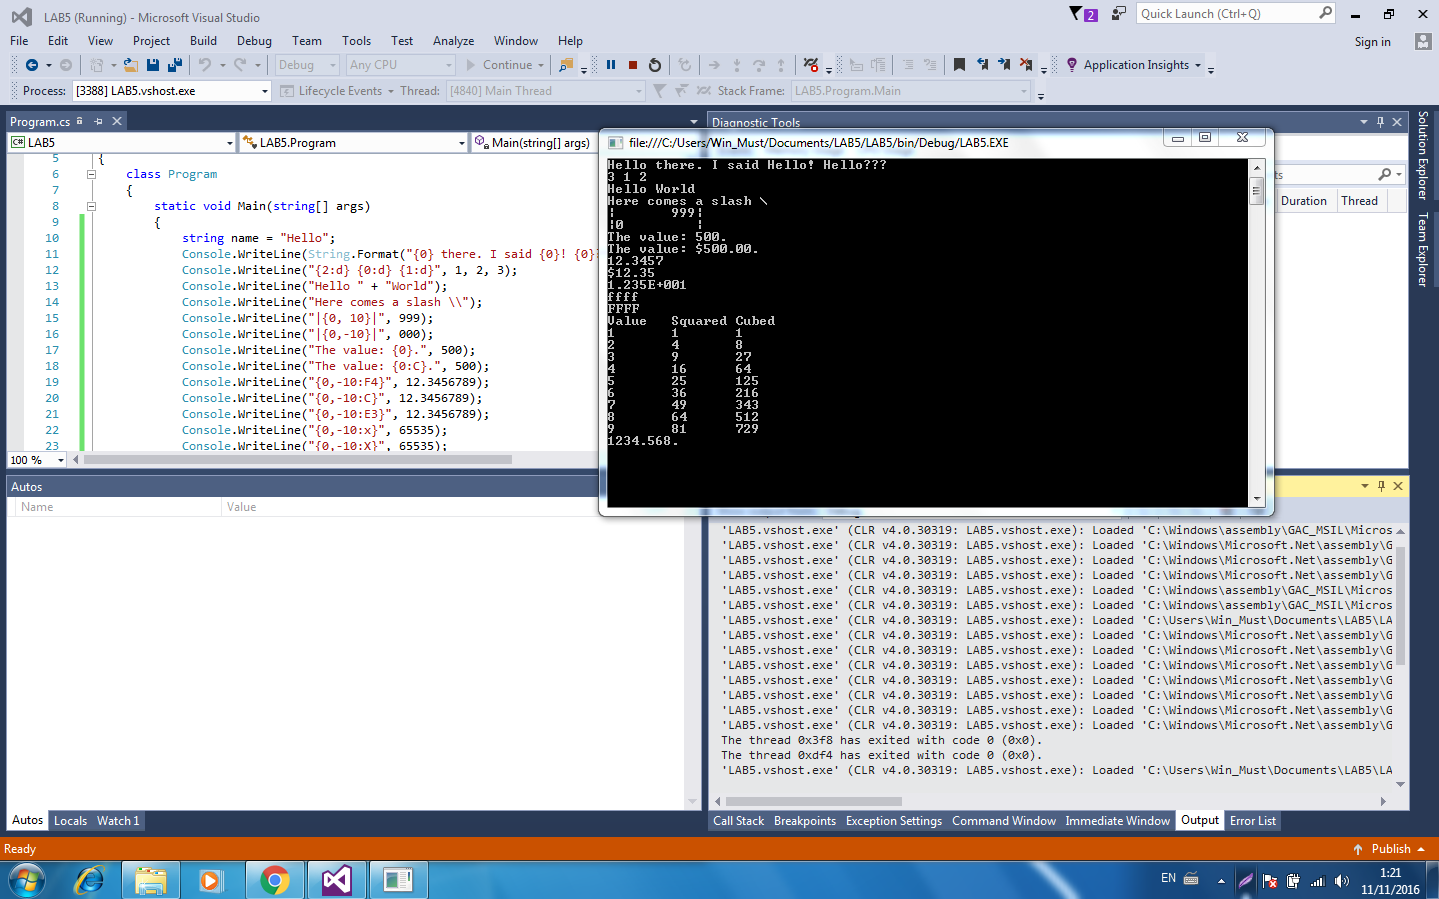 LAB5 (Running) - Microsoft Visual Studio
2
Quick Launch (Ctrl+Q)
File Edit View Project Build Debug Team Tools Test Analyze Window Help
Sign in
Debug Any CPU Continue Application Insights
Process: [3388] LAB5.vshost.exe Lifecycle Events Thread: [4840] Main Thread Stack Frame: LAB5.Program.Main
Program.cs
LAB5 LAB5.Program Main(string[] args)
5 {
6 class Program
7 {
8 static void Main(string[] args)
9 {
10 string name = "Hello";
11 Console.WriteLine(String.Format("{0} there. I said {0}! {0}
12 Console.WriteLine("{2:d} {0:d} {1:d}", 1, 2, 3);
13 Console.WriteLine("Hello " + "World");
14 Console.WriteLine("Here comes a slash \\");
15 Console.WriteLine("|{0, 10}|", 999);
16 Console.WriteLine("|{0,-10}|", 000);
17 Console.WriteLine("The value: {0}.", 500);
18 Console.WriteLine("The value: {0:C}.", 500);
19 Console.WriteLine("{0,-10:F4}", 12.3456789);
20 Console.WriteLine("{0,-10:C}", 12.3456789);
21 Console.WriteLine("{0,-10:E3}", 12.3456789);
22 Console.WriteLine("{0,-10:x}", 65535);
23 Console.WriteLine("{0,-10:X}", 65535);
100 %
Diagnostic Tools
Duration Thread
Solution Explorer
Team Explorer
file:///C:/Users/Win_Must/Documents/LAB5/LAB5/bin/Debug/LAB5.EXE
Hello there. I said Hello! Hello???
3 1 2
Hello World
Here comes a slash \
¦       999¦
¦0         ¦
The value: 500.
The value: $500.00.
12.3457
$12.35
1.235E+001
ffff
FFFF
Value Squared Cubed
1 1 1
2 4 8
3 9 27
4 16 64
5 25 125
6 36 216
7 49 343
8 64 512
9 81 729
1234.568.
Autos
Name Value
Autos Locals Watch 1
'LAB5.vshost.exe' (CLR v4.0.30319: LAB5.vshost.exe): Loaded 'C:\Windows\assembly\GAC_MSIL\Micros
'LAB5.vshost.exe' (CLR v4.0.30319: LAB5.vshost.exe): Loaded 'C:\Windows\Microsoft.Net\assembly\G
'LAB5.vshost.exe' (CLR v4.0.30319: LAB5.vshost.exe): Loaded 'C:\Windows\Microsoft.Net\assembly\G
'LAB5.vshost.exe' (CLR v4.0.30319: LAB5.vshost.exe): Loaded 'C:\Windows\Microsoft.Net\assembly\G
'LAB5.vshost.exe' (CLR v4.0.30319: LAB5.vshost.exe): Loaded 'C:\Windows\assembly\GAC_MSIL\Micros
'LAB5.vshost.exe' (CLR v4.0.30319: LAB5.vshost.exe): Loaded 'C:\Windows\assembly\GAC_MSIL\Micros
'LAB5.vshost.exe' (CLR v4.0.30319: LAB5.vshost.exe): Loaded 'C:\Users\Win_Must\Documents\LAB5\LA
'LAB5.vshost.exe' (CLR v4.0.30319: LAB5.vshost.exe): Loaded 'C:\Windows\Microsoft.Net\assembly\G
'LAB5.vshost.exe' (CLR v4.0.30319: LAB5.vshost.exe): Loaded 'C:\Windows\Microsoft.Net\assembly\G
'LAB5.vshost.exe' (CLR v4.0.30319: LAB5.vshost.exe): Loaded 'C:\Windows\Microsoft.Net\assembly\G
'LAB5.vshost.exe' (CLR v4.0.30319: LAB5.vshost.exe): Loaded 'C:\Windows\Microsoft.Net\assembly\G
'LAB5.vshost.exe' (CLR v4.0.30319: LAB5.vshost.exe): Loaded 'C:\Windows\Microsoft.Net\assembly\G
'LAB5.vshost.exe' (CLR v4.0.30319: LAB5.vshost.exe): Loaded 'C:\Windows\Microsoft.Net\assembly\G
'LAB5.vshost.exe' (CLR v4.0.30319: LAB5.vshost.exe): Loaded 'C:\Windows\Microsoft.Net\assembly\G
The thread 0x3f8 has exited with code 0 (0x0).
The thread 0xdf4 has exited with code 0 (0x0).
'LAB5.vshost.exe' (CLR v4.0.30319: LAB5.vshost.exe): Loaded 'C:\Users\Win_Must\Documents\LAB5\LA
Call Stack Breakpoints Exception Settings Command Window Immediate Window Output Error List
Ready
Publish
EN
1:21
11/11/2016